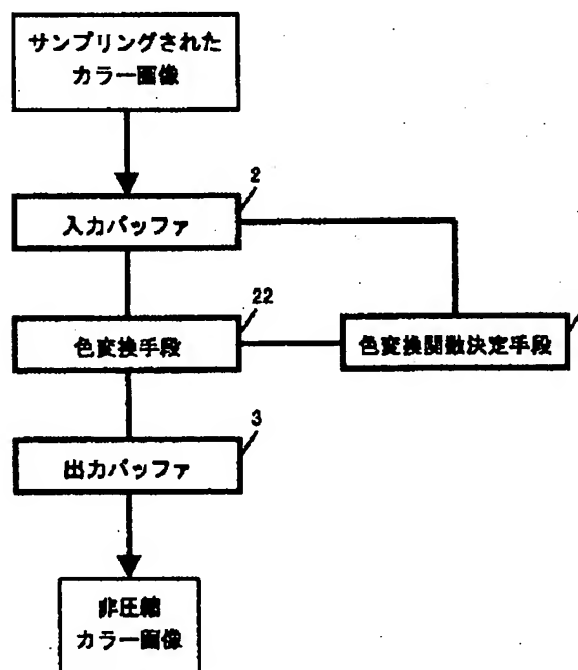 サンプリングされた
カラー画像
2
入力バッファ
22
色変換手段
色変換関数決定手段
3
出力バッファ
非圧縮
カラー画像